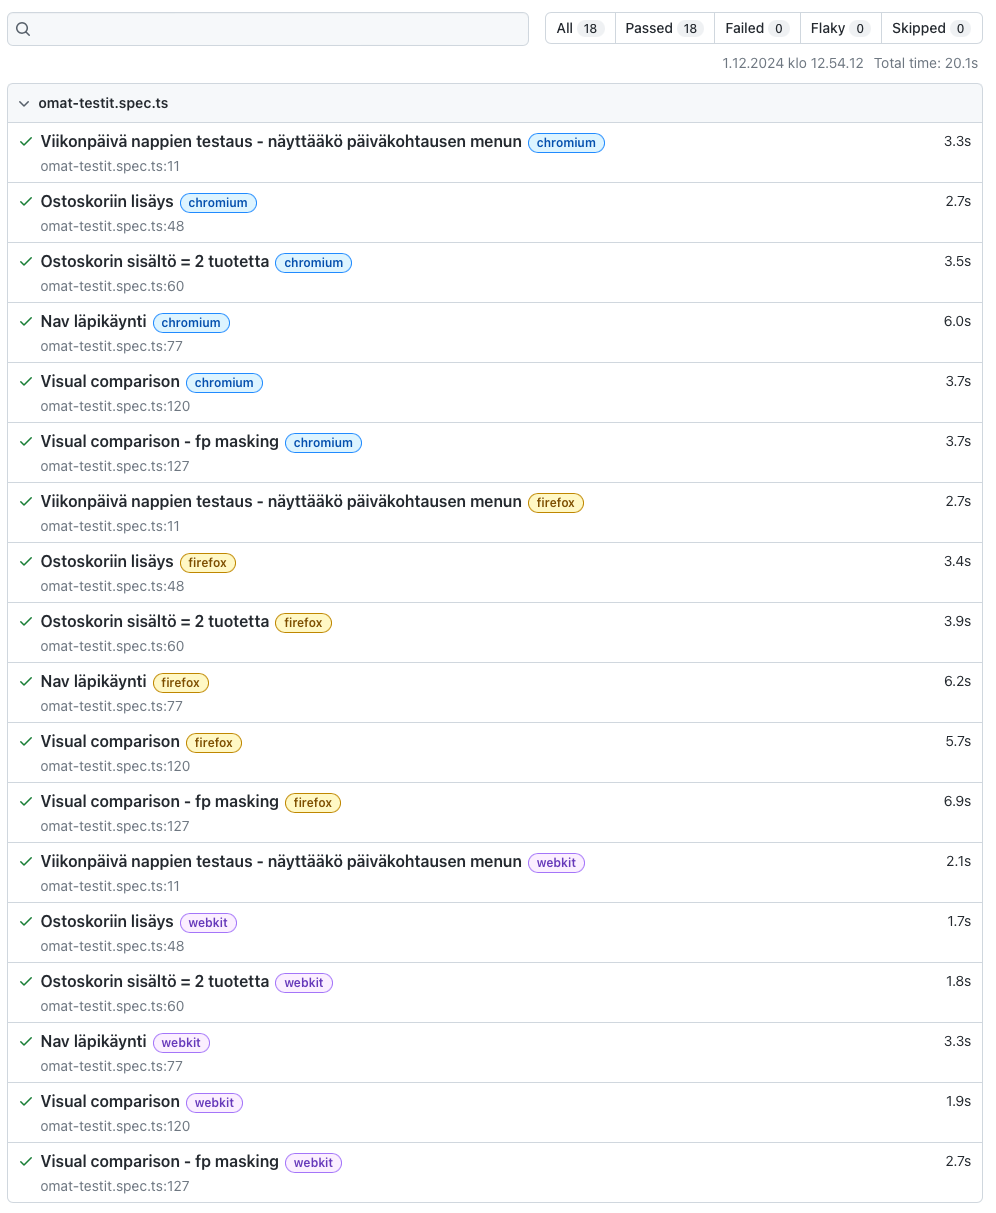 All 18 Passed 18 Failed 0 Flaky 0 Skipped 0
1.12.2024 klo 12.54.12 Total time: 20.1s
omat-testit.spec.ts
Viikonpäivä nappien testaus - näyttääkö päiväkohtausen menun chromium 3.3s
omat-testit.spec.ts:11
Ostoskoriin lisäys chromium 2.7s
omat-testit.spec.ts:48
Ostoskorin sisältö = 2 tuotetta chromium 3.5s
omat-testit.spec.ts:60
Nav läpikäynti chromium 6.0s
omat-testit.spec.ts:77
Visual comparison chromium 3.7s
omat-testit.spec.ts:120
Visual comparison - fp masking chromium 3.7s
omat-testit.spec.ts:127
Viikonpäivä nappien testaus - näyttääkö päiväkohtausen menun firefox 2.7s
omat-testit.spec.ts:11
Ostoskoriin lisäys firefox 3.4s
omat-testit.spec.ts:48
Ostoskorin sisältö = 2 tuotetta firefox 3.9s
omat-testit.spec.ts:60
Nav läpikäynti firefox 6.2s
omat-testit.spec.ts:77
Visual comparison firefox 5.7s
omat-testit.spec.ts:120
Visual comparison - fp masking firefox 6.9s
omat-testit.spec.ts:127
Viikonpäivä nappien testaus - näyttääkö päiväkohtausen menun webkit 2.1s
omat-testit.spec.ts:11
Ostoskoriin lisäys webkit 1.7s
omat-testit.spec.ts:48
Ostoskorin sisältö = 2 tuotetta webkit 1.8s
omat-testit.spec.ts:60
Nav läpikäynti webkit 3.3s
omat-testit.spec.ts:77
Visual comparison webkit 1.9s
omat-testit.spec.ts:120
Visual comparison - fp masking webkit 2.7s
omat-testit.spec.ts:127